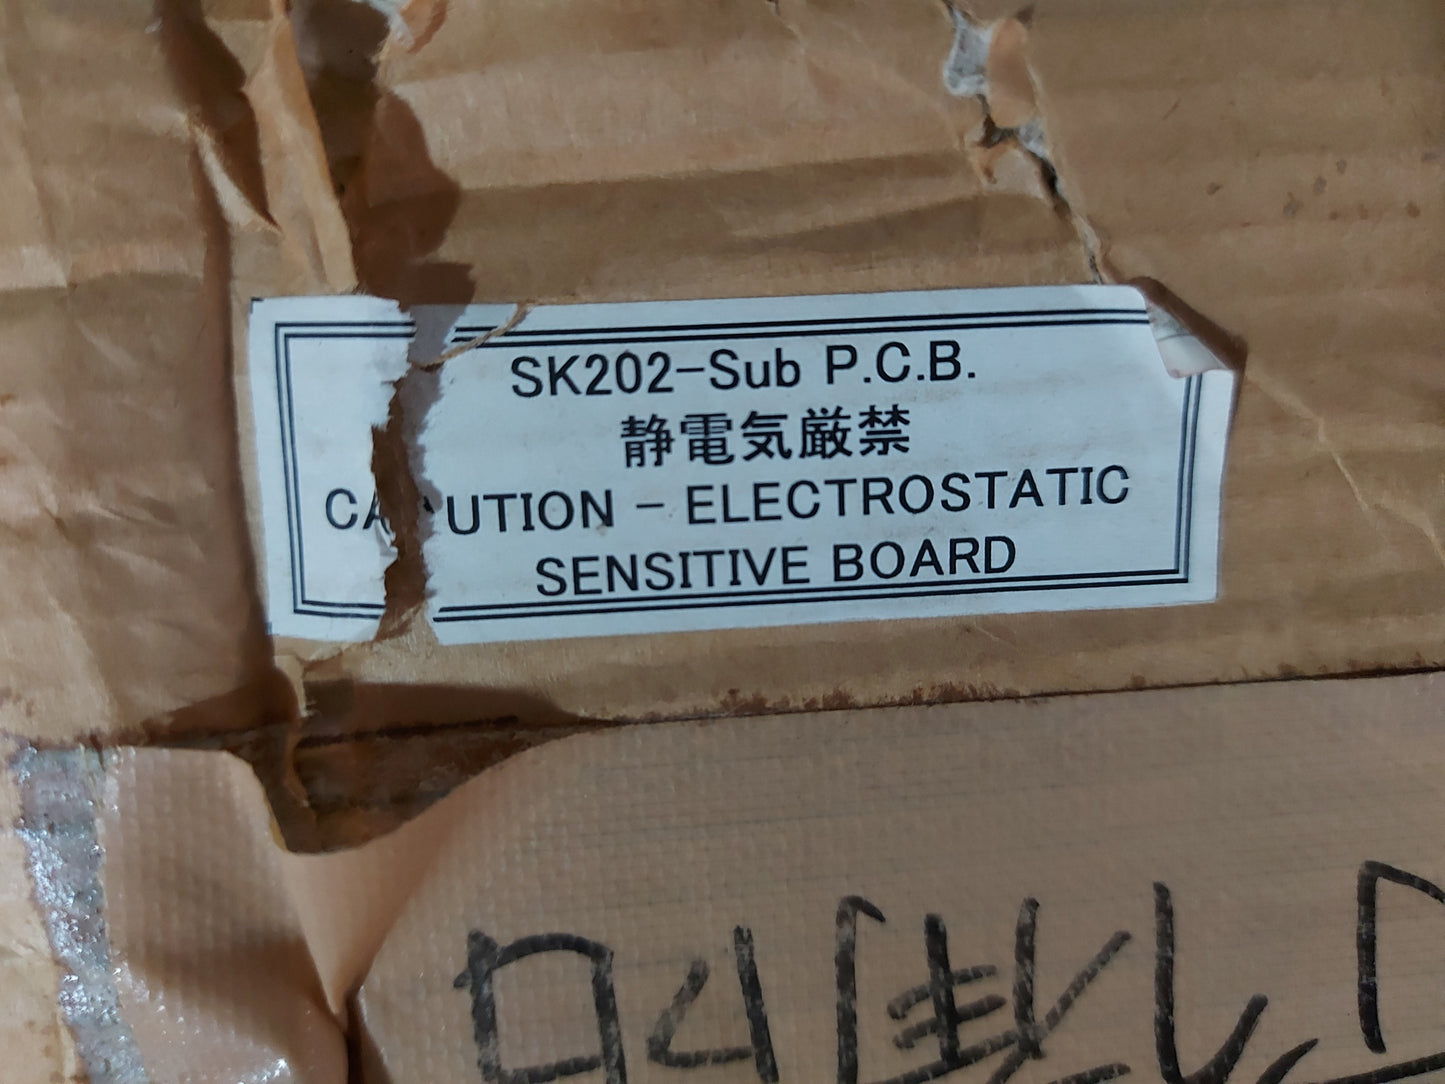 SK202-Sub P.C.B.
静電気厳禁
CAUTION - ELECTROSTATIC
SENSITIVE BOARD